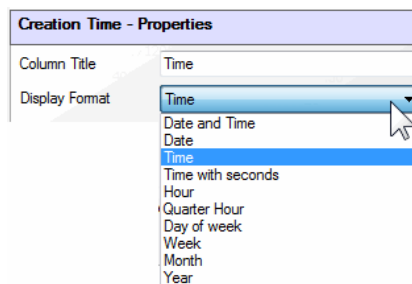 Creation Time - Properties
Column Title Time
Display Format Time
Date and Time
Date
Time
Time with seconds
Hour
Quarter Hour
Day of week
Week
Month
Year